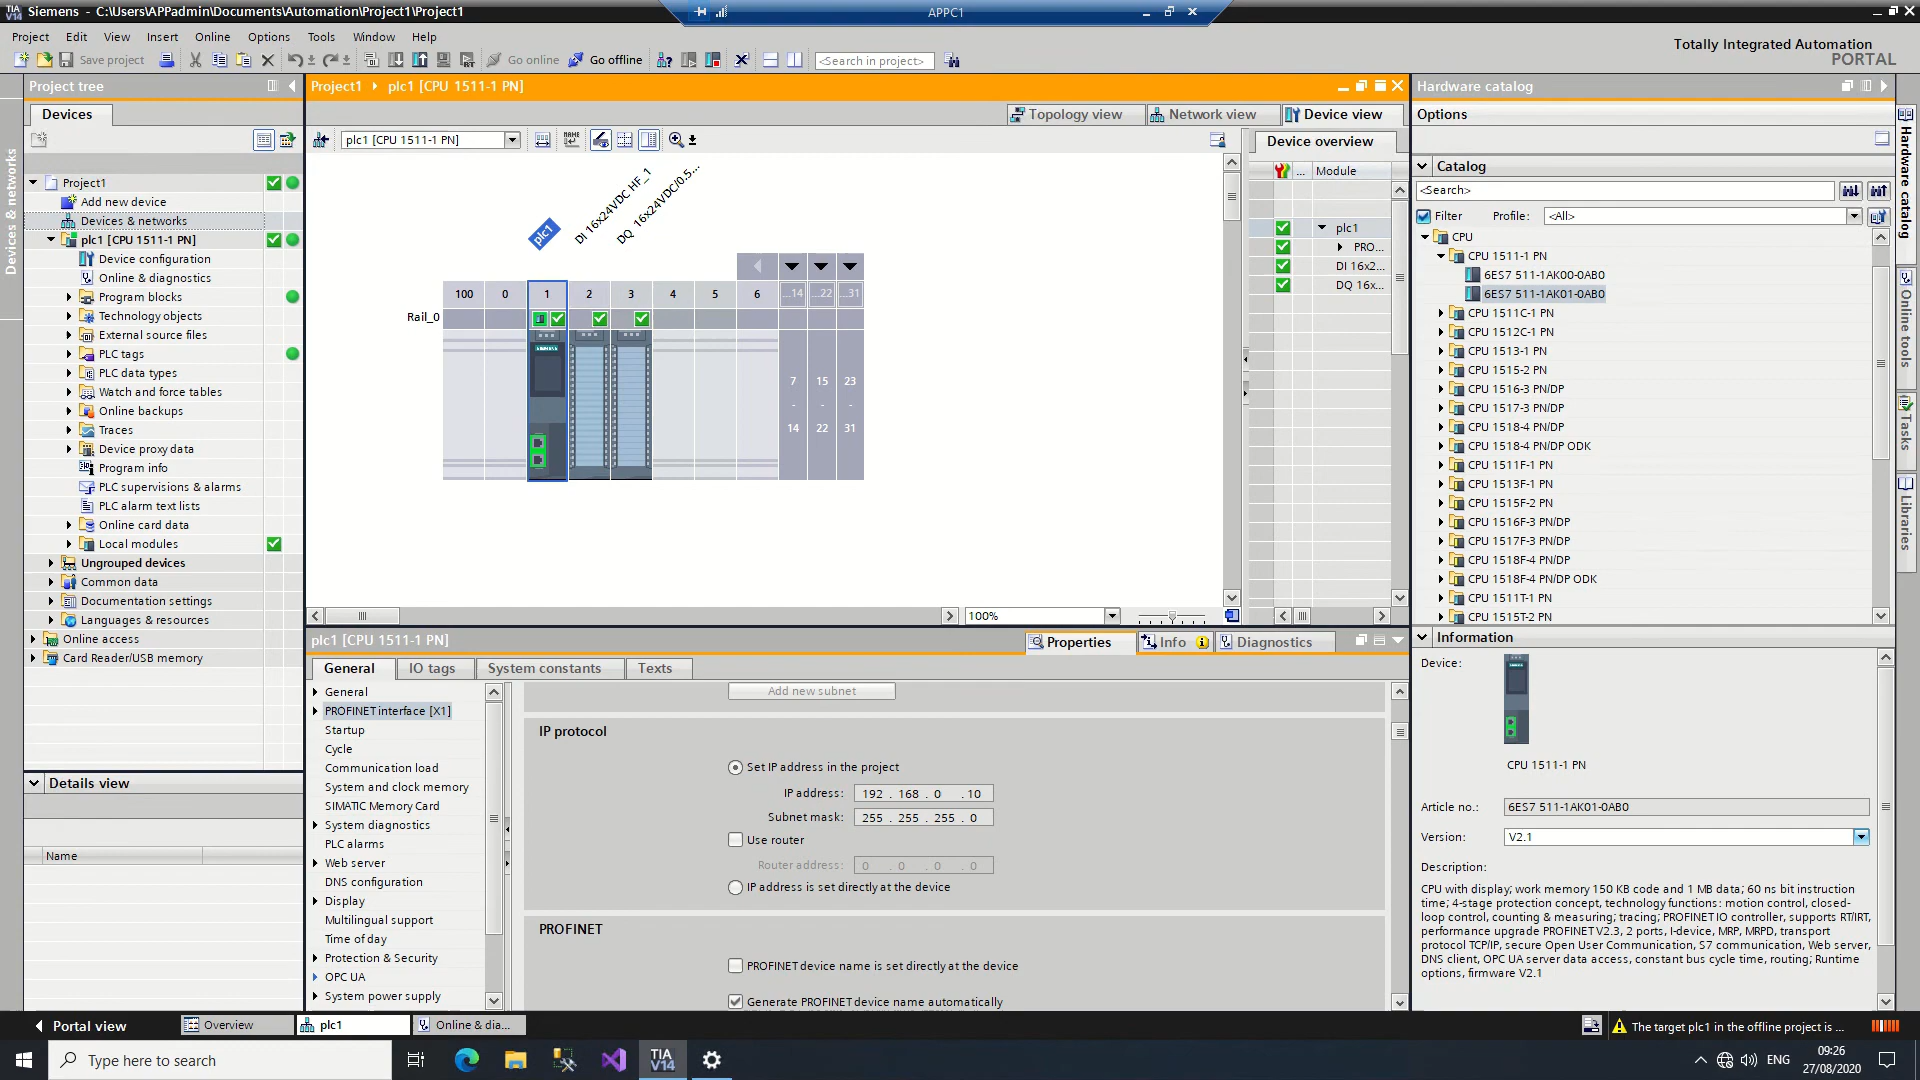 Siemens - C:\Users\APPadmin\Documents\Automation\Project1\Project1
APPC1
Project Edit View Insert Online Options Tools Window Help
Totally Integrated Automation
PORTAL
Save project
Go online
Go offline
<Search in project>
Project tree
Devices
Devices & networks
Project1
Add new device
Devices & networks
plc1 [CPU 1511-1 PN]
Device configuration
Online & diagnostics
Program blocks
Technology objects
External source files
PLC tags
PLC data types
Watch and force tables
Online backups
Traces
Device proxy data
Program info
PLC supervisions & alarms
PLC alarm text lists
Online card data
Local modules
Ungrouped devices
Common data
Documentation settings
Languages & resources
Online access
Card Reader/USB memory
Details view
Name
Project1 plc1 [CPU 1511-1 PN]
Topology view
Network view
Device view
plc1 [CPU 1511-1 PN]
plc1
DI 16x24VDC HF_1
DQ 16x24VDC/0.5...
100 0 1 2 3 4 5 6 ...14 ...22 ...31
Rail_0
SIEMENS
7 15 23
- - -
14 22 31
100%
Device overview
... Module
plc1
PRO...
DI 16x2...
DQ 16x...
plc1 [CPU 1511-1 PN]
Properties
Info
Diagnostics
General
IO tags
System constants
Texts
General
PROFINET interface [X1]
Startup
Cycle
Communication load
System and clock memory
SIMATIC Memory Card
System diagnostics
PLC alarms
Web server
DNS configuration
Display
Multilingual support
Time of day
Protection & Security
OPC UA
System power supply
Add new subnet
IP protocol
Set IP address in the project
IP address: 192 . 168 . 0 . 10
Subnet mask: 255 . 255 . 255 . 0
Use router
Router address: 0 . 0 . 0 . 0
IP address is set directly at the device
PROFINET
PROFINET device name is set directly at the device
Generate PROFINET device name automatically
Hardware catalog
Options
Catalog
<Search>
Filter Profile: <All>
CPU
CPU 1511-1 PN
6ES7 511-1AK00-0AB0
6ES7 511-1AK01-0AB0
CPU 1511C-1 PN
CPU 1512C-1 PN
CPU 1513-1 PN
CPU 1515-2 PN
CPU 1516-3 PN/DP
CPU 1517-3 PN/DP
CPU 1518-4 PN/DP
CPU 1518-4 PN/DP ODK
CPU 1511F-1 PN
CPU 1513F-1 PN
CPU 1515F-2 PN
CPU 1516F-3 PN/DP
CPU 1517F-3 PN/DP
CPU 1518F-4 PN/DP
CPU 1518F-4 PN/DP ODK
CPU 1511T-1 PN
CPU 1515T-2 PN
Information
Device:
CPU 1511-1 PN
Article no.: 6ES7 511-1AK01-0AB0
Version: V2.1
Description:
CPU with display; work memory 150 KB code and 1 MB data; 60 ns bit instruction
time; 4-stage protection concept, technology functions: motion control, closed-
loop control, counting & measuring; tracing; PROFINET IO controller, supports RT/IRT,
performance upgrade PROFINET V2.3, 2 ports, I-device, MRP, MRPD, transport
protocol TCP/IP, secure Open User Communication, S7 communication, Web server,
DNS client, OPC UA server data access, constant bus cycle time, routing; Runtime
options, firmware V2.1
Hardware catalog
Online tools
Tasks
Libraries
Portal view
Overview
plc1
Online & dia...
The target plc1 in the offline project is ...
Type here to search
TIA
V14
ENG
09:26
27/08/2020